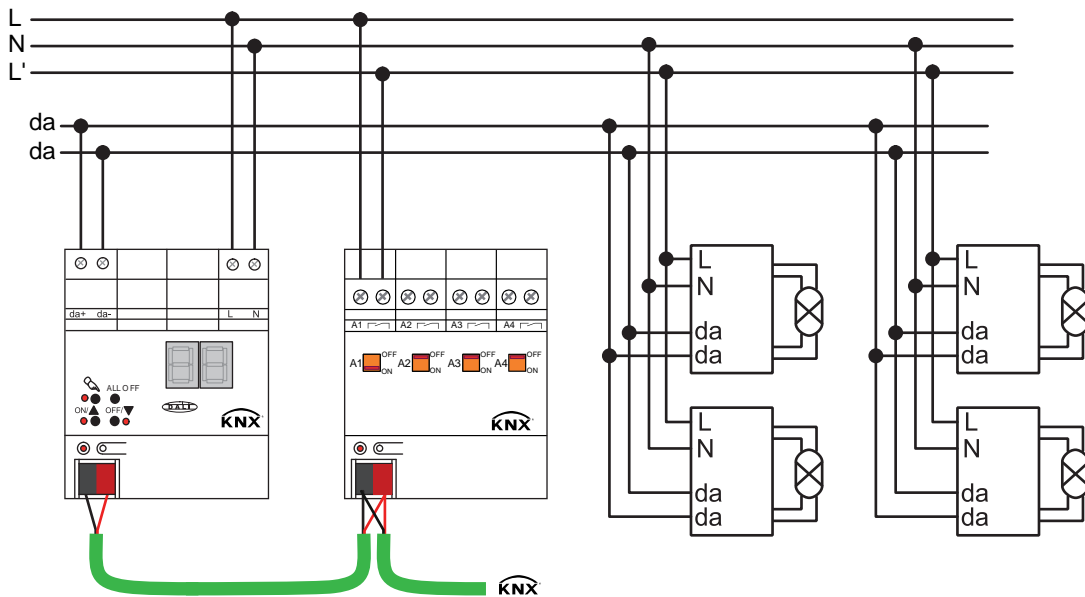 L
N
L'
da
da
da+ da- L N
ALL OFF
ON/▲ OFF/▼
DALI
KNX
A1 A2 A3 A4
A1 OFF ON A2 OFF ON A3 OFF ON A4 OFF ON
KNX
KNX
L
N
da
da
L
N
da
da
L
N
da
da
L
N
da
da